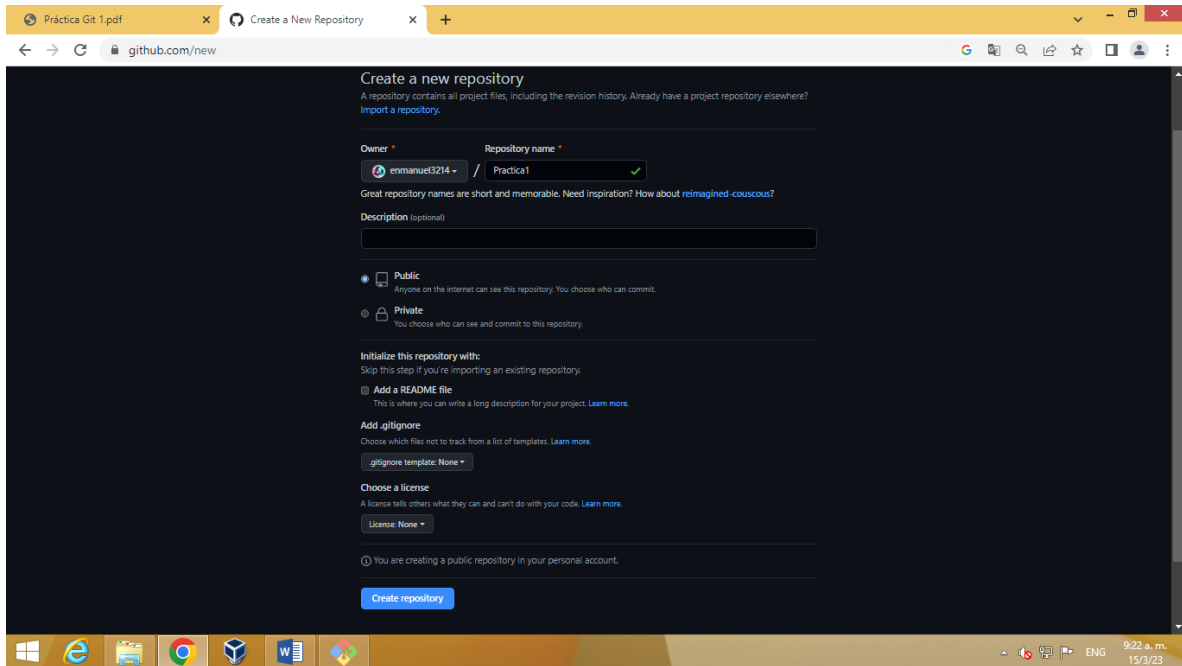 Práctica Git 1.pdf
Create a New Repository
github.com/new
Create a new repository
A repository contains all project files, including the revision history. Already have a project repository elsewhere?
Import a repository.
Owner *
Repository name *
enmanuel3214
/
Practica1
Great repository names are short and memorable. Need inspiration? How about reimagined-couscous?
Description (optional)
Public
Anyone on the internet can see this repository. You choose who can commit.
Private
You choose who can see and commit to this repository.
Initialize this repository with:
Skip this step if you're importing an existing repository.
Add a README file
This is where you can write a long description for your project. Learn more.
Add .gitignore
Choose which files not to track from a list of templates. Learn more.
.gitignore template: None
Choose a license
A license tells others what they can and can't do with your code. Learn more.
License: None
You are creating a public repository in your personal account.
Create repository
ENG
9:22 a. m.
15/3/23